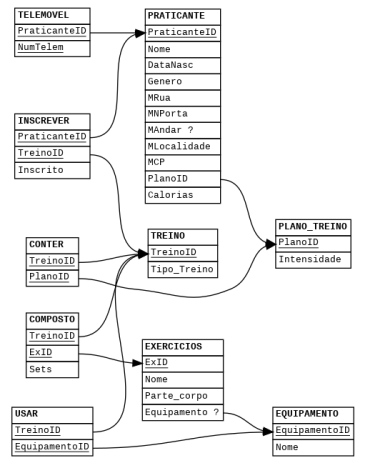 TELEMOVEL
PraticanteID
NumTelem
PRATICANTE
PraticanteID
Nome
DataNasc
Genero
MRua
MNPorta
MAndar ?
MLocalidade
MCP
PlanoID
Calorias
INSCREVER
PraticanteID
TreinoID
Inscrito
PLANO_TREINO
PlanoID
Intensidade
CONTER
TreinoID
PlanoID
TREINO
TreinoID
Tipo_Treino
COMPOSTO
TreinoID
ExID
Sets
EXERCICIOS
ExID
Nome
Parte_corpo
Equipamento ?
USAR
TreinoID
EquipamentoID
EQUIPAMENTO
EquipamentoID
Nome